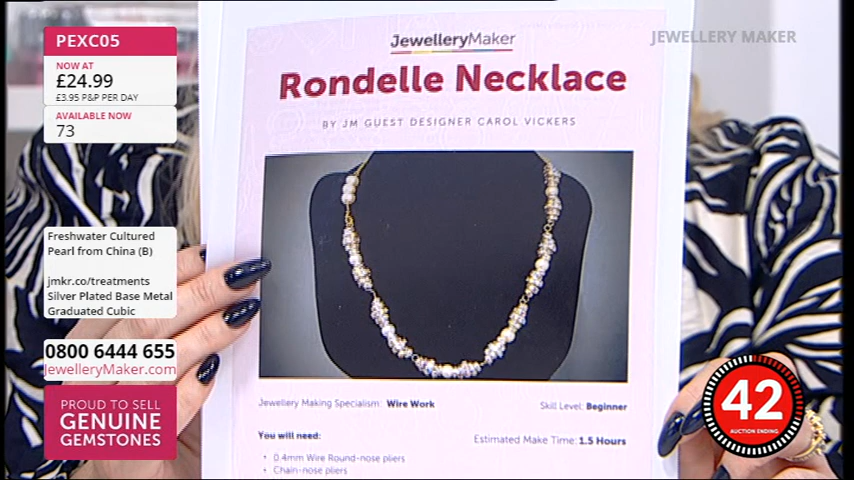 PEXC05
NOW AT
£24.99
£3.95 P&P PER DAY
AVAILABLE NOW
73
Freshwater Cultured
Pearl from China (B)
jmkr.co/treatments
Silver Plated Base Metal
Graduated Cubic
0800 6444 655
JewelleryMaker.com
PROUD TO SELL
GENUINE
GEMSTONES
JewelleryMaker
Rondelle Necklace
BY JM GUEST DESIGNER CAROL VICKERS
Jewellery Making Specialism: Wire Work
Skill Level: Beginner
You will need:
Estimated Make Time: 1.5 Hours
• 0.4mm Wire Round-nose pliers
• Chain-nose pliers
JEWELLERY MAKER
42
AUCTION ENDING